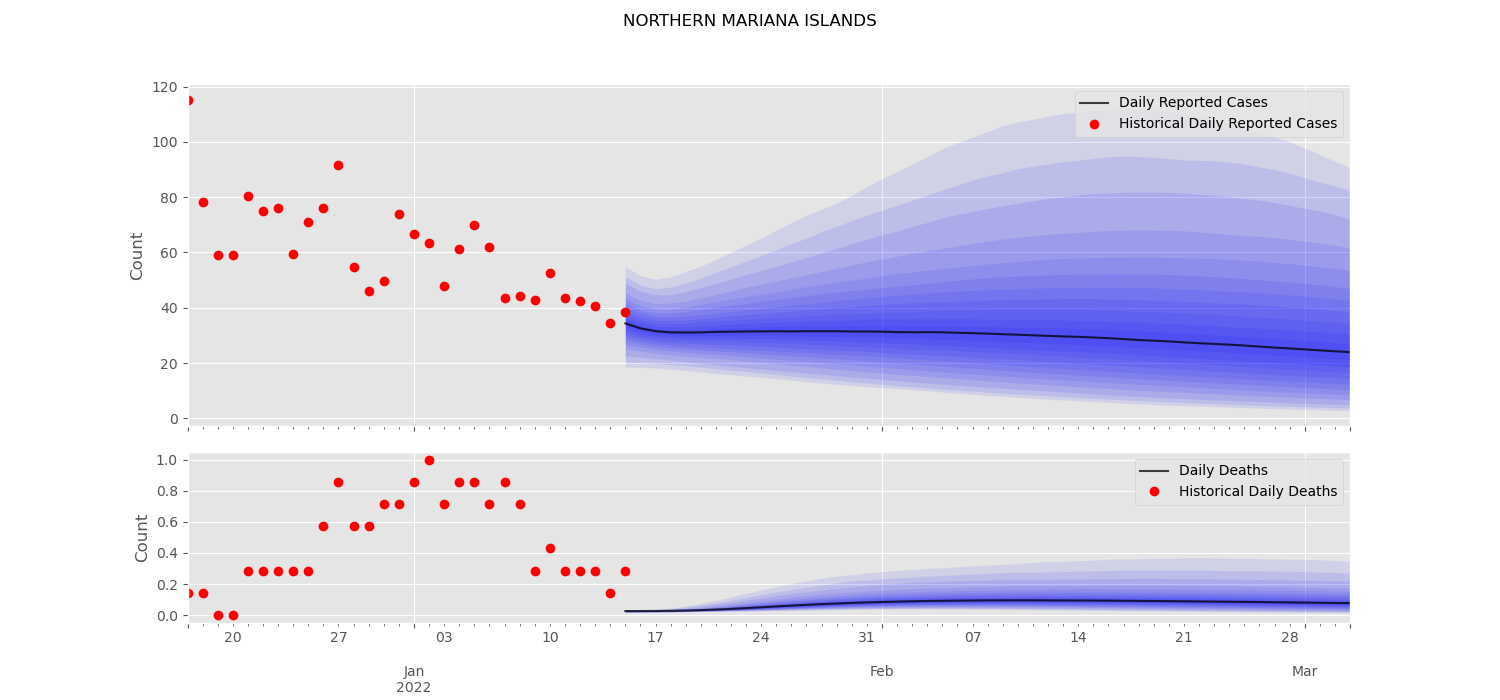 NORTHERN MARIANA ISLANDS
120
100
80
60
40
20
0
Count
Daily Reported Cases
Historical Daily Reported Cases
1.0
0.8
0.6
0.4
0.2
0.0
Count
Daily Deaths
Historical Daily Deaths
20 27 03 10 17 24 31 07 14 21 28
Jan Feb Mar
2022